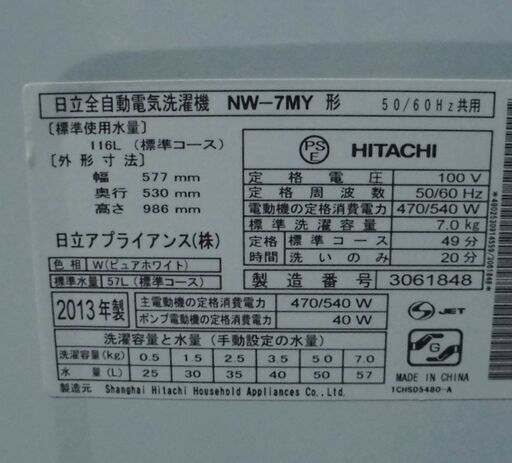 日立全自動電気洗濯機 NW-7MY 形 50/60Hz共用
[標準使用水量]
116L (標準コース)
[外形寸法]
幅 577 mm
奥行 530 mm
高さ 986 mm
日立アプライアンス(株)
色相 W(ピュアホワイト)
標準水量 57L (標準コース)
PS
E
HITACHI
定格電圧 100 V
定格周波数 50/60 Hz
電動機の定格消費電力 470/540 W
標準洗濯容量 7.0 kg
定格時間 標準コース 49分
洗いのみ 20分
製造番号 3061848
2013年製
主電動機の定格消費電力 470/540 W
ポンプ電動機の定格消費電力 40 W
JET
洗濯容量と水量 (手動設定の水量)
洗濯容量(kg) 0.5 1.5 2.5 3.5 5.0 7.0
水量(L) 25 30 35 40 50 57
製造元 Shanghai Hitachi Household Appliances Co., Ltd.
G
MADE IN CHINA
1CHSD5480-A